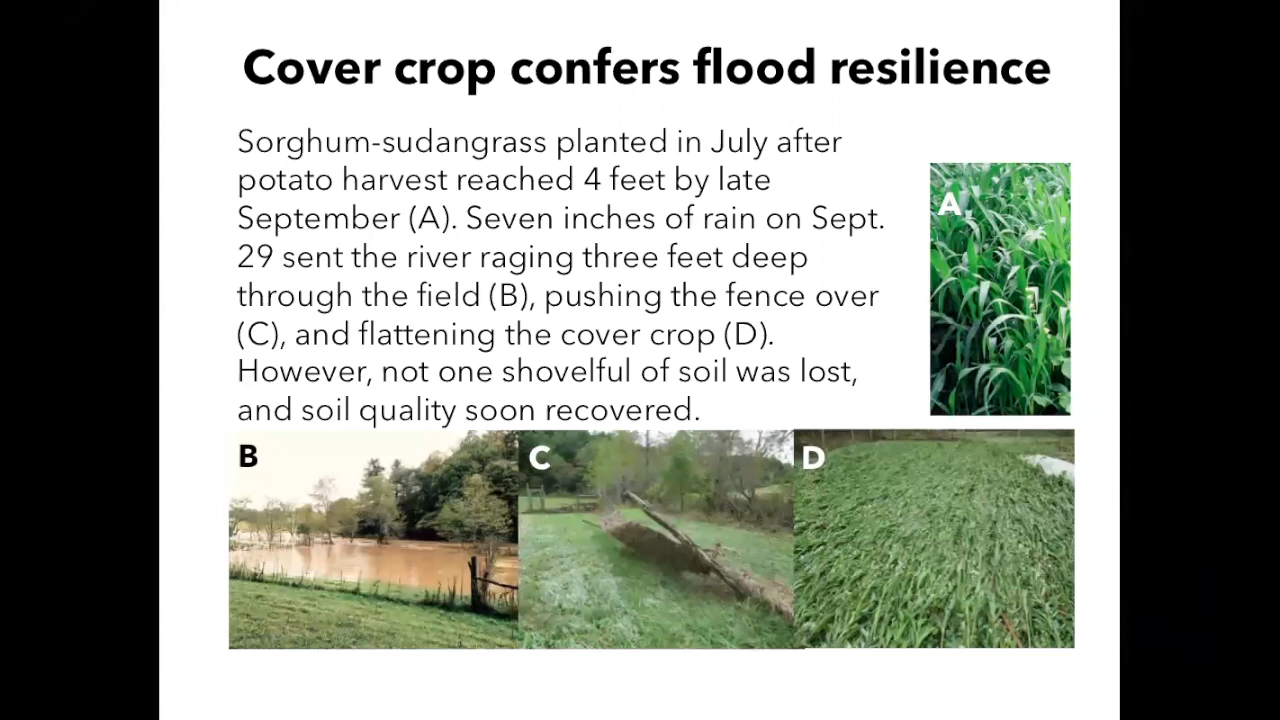 Cover crop confers flood resilience
Sorghum-sudangrass planted in July after
potato harvest reached 4 feet by late
September (A). Seven inches of rain on Sept.
29 sent the river raging three feet deep
through the field (B), pushing the fence over
(C), and flattening the cover crop (D).
However, not one shovelful of soil was lost,
and soil quality soon recovered.
A
B
C
D